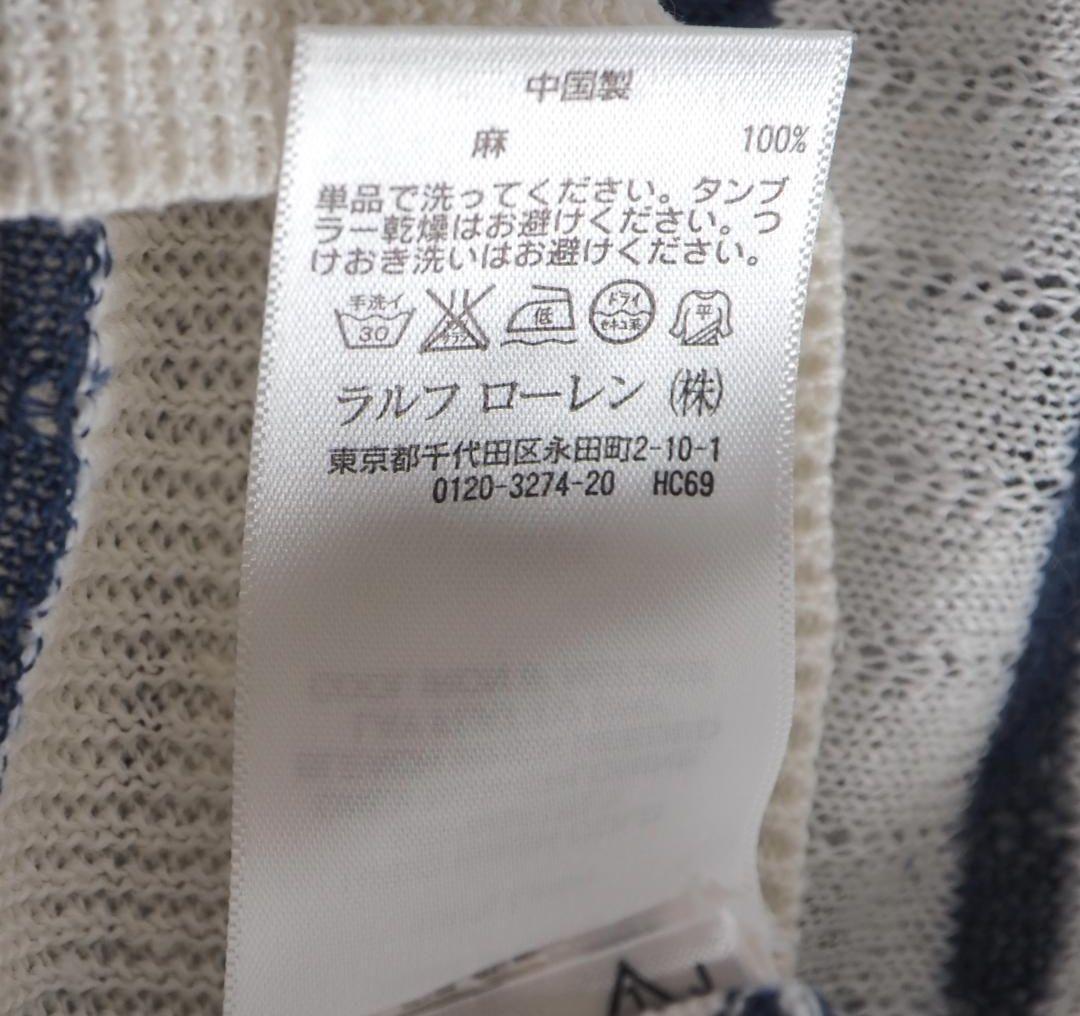 中国製
麻 100%
単品で洗ってください。タンブ
ラー乾燥はお避けください。つ
けおき洗いはお避けください。
手洗イ 30 低 ドライ セキユ系 平
ラルフ ローレン ㈱
東京都千代田区永田町2-10-1
0120-3274-20 HC69